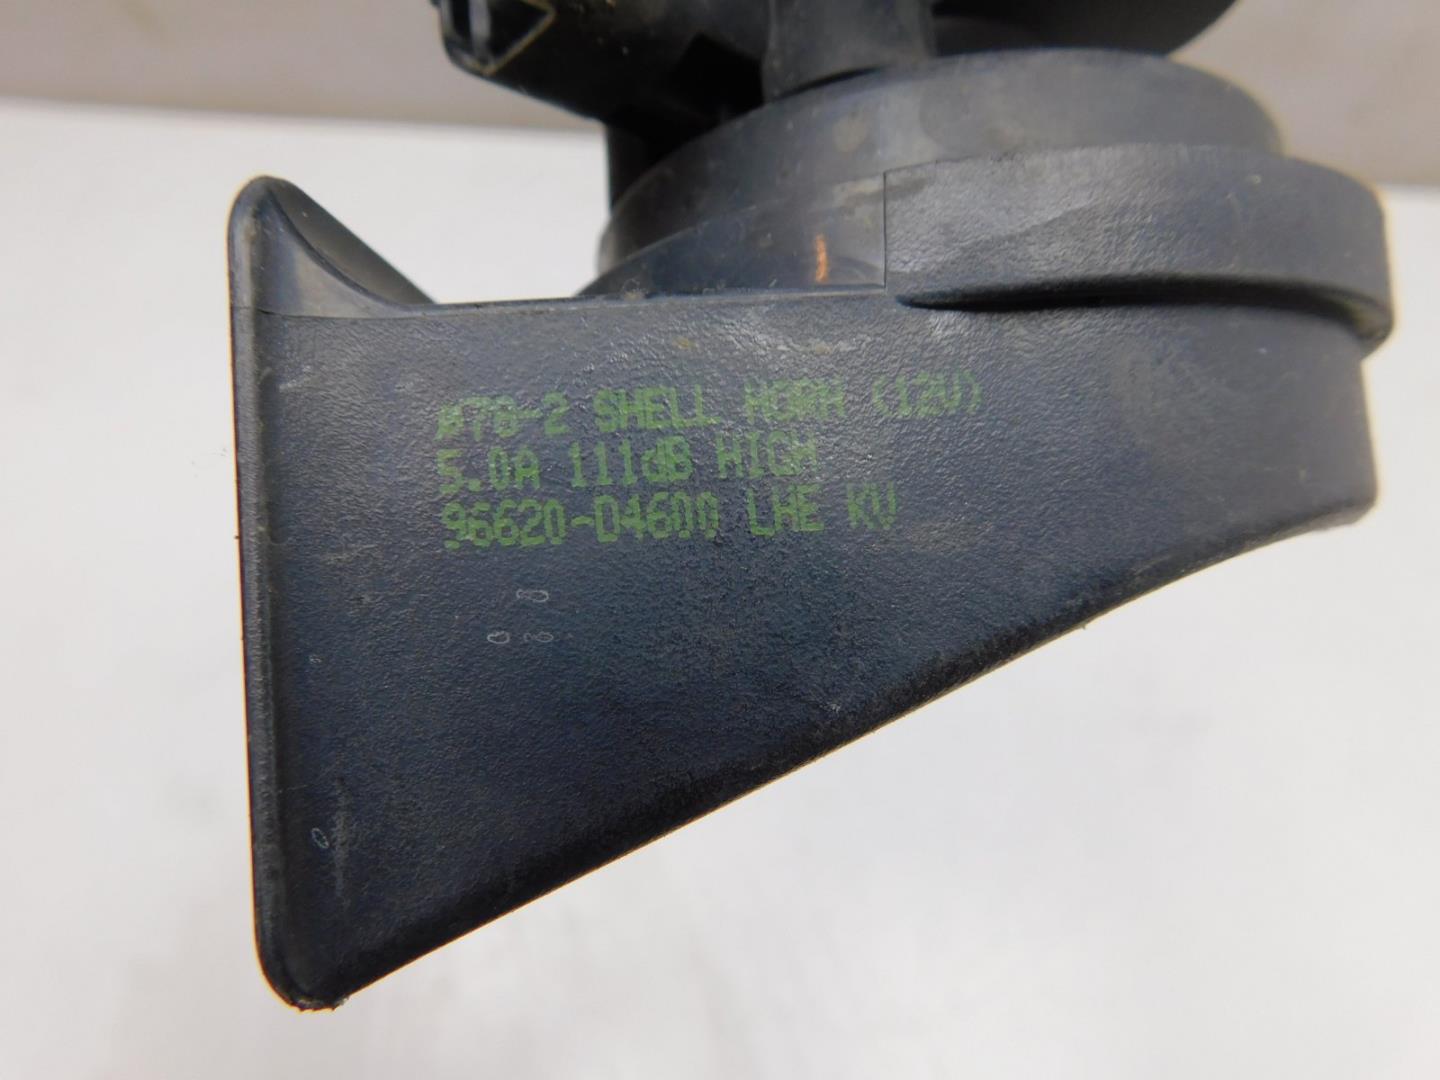 ø78-2 SHELL HORN (12V)
5.0A 111dB HIGH
96620-D4600 LHE KV